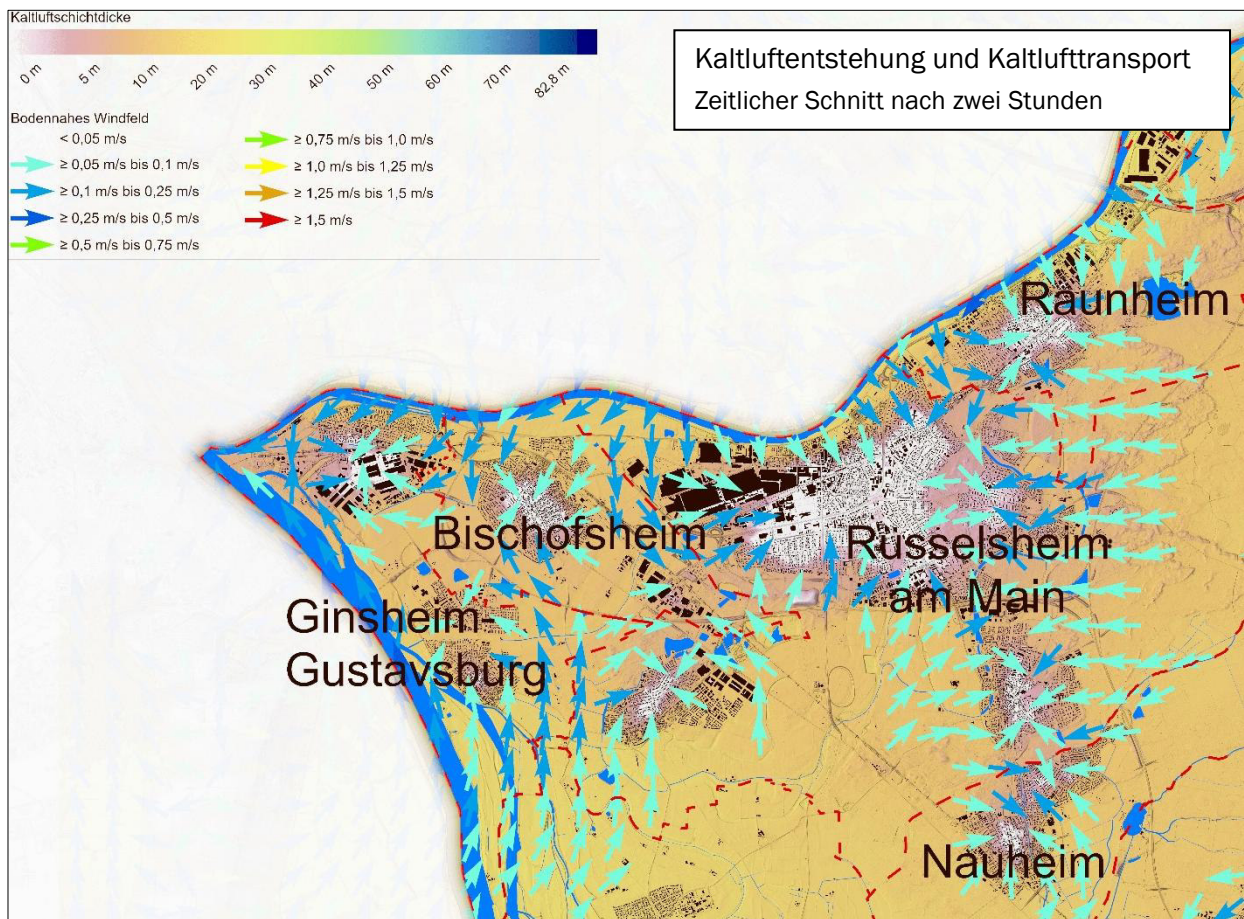 Kaltluftschichtdicke
0 m
5 m
10 m
20 m
30 m
40 m
50 m
60 m
70 m
82.8 m
Bodennahes Windfeld
< 0,05 m/s
≥ 0,05 m/s bis 0,1 m/s
≥ 0,1 m/s bis 0,25 m/s
≥ 0,25 m/s bis 0,5 m/s
≥ 0,5 m/s bis 0,75 m/s
≥ 0,75 m/s bis 1,0 m/s
≥ 1,0 m/s bis 1,25 m/s
≥ 1,25 m/s bis 1,5 m/s
≥ 1,5 m/s
Kaltluftentstehung und Kaltlufttransport
Zeitlicher Schnitt nach zwei Stunden
Raunheim
Bischofsheim
Rüsselsheim
am Main
Ginsheim-
Gustavsburg
Nauheim